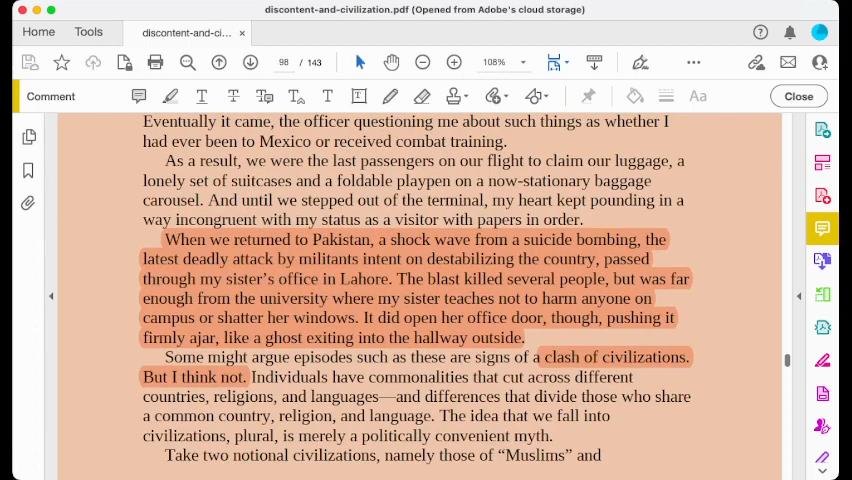 discontent-and-civilization.pdf (Opened from Adobe's cloud storage)
Home Tools discontent-and-ci... ×
98 / 143 108%
Comment Aa Close
Eventually it came, the officer questioning me about such things as whether I
had ever been to Mexico or received combat training.
As a result, we were the last passengers on our flight to claim our luggage, a
lonely set of suitcases and a foldable playpen on a now-stationary baggage
carousel. And until we stepped out of the terminal, my heart kept pounding in a
way incongruent with my status as a visitor with papers in order.
When we returned to Pakistan, a shock wave from a suicide bombing, the
latest deadly attack by militants intent on destabilizing the country, passed
through my sister’s office in Lahore. The blast killed several people, but was far
enough from the university where my sister teaches not to harm anyone on
campus or shatter her windows. It did open her office door, though, pushing it
firmly ajar, like a ghost exiting into the hallway outside.
Some might argue episodes such as these are signs of a clash of civilizations.
But I think not. Individuals have commonalities that cut across different
countries, religions, and languages—and differences that divide those who share
a common country, religion, and language. The idea that we fall into
civilizations, plural, is merely a politically convenient myth.
Take two notional civilizations, namely those of “Muslims” and